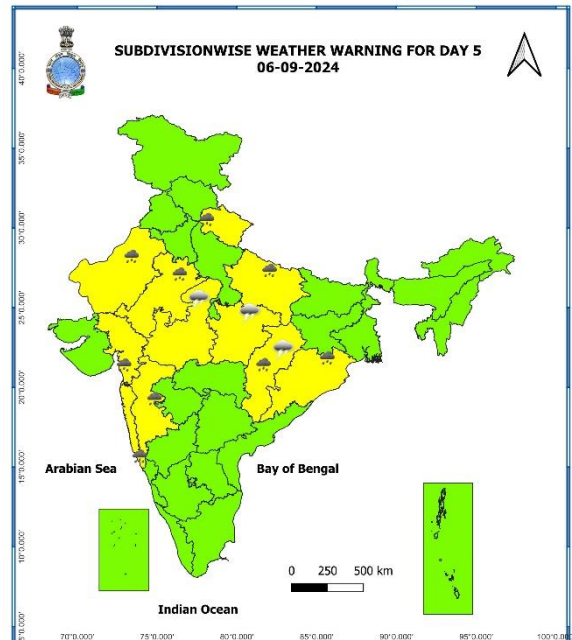 SUBDIVISIONWISE WEATHER WARNING FOR DAY 5
06-09-2024
40°0.000'
35°0.000'
30°0.000'
25°0.000'
20°0.000'
15°0.000'
10°0.000'
5°0.000'
Arabian Sea
Bay of Bengal
0 250 500 km
Indian Ocean
70°0.000' 75°0.000' 80°0.000' 85°0.000' 90°0.000' 95°0.000' 100°0.000'